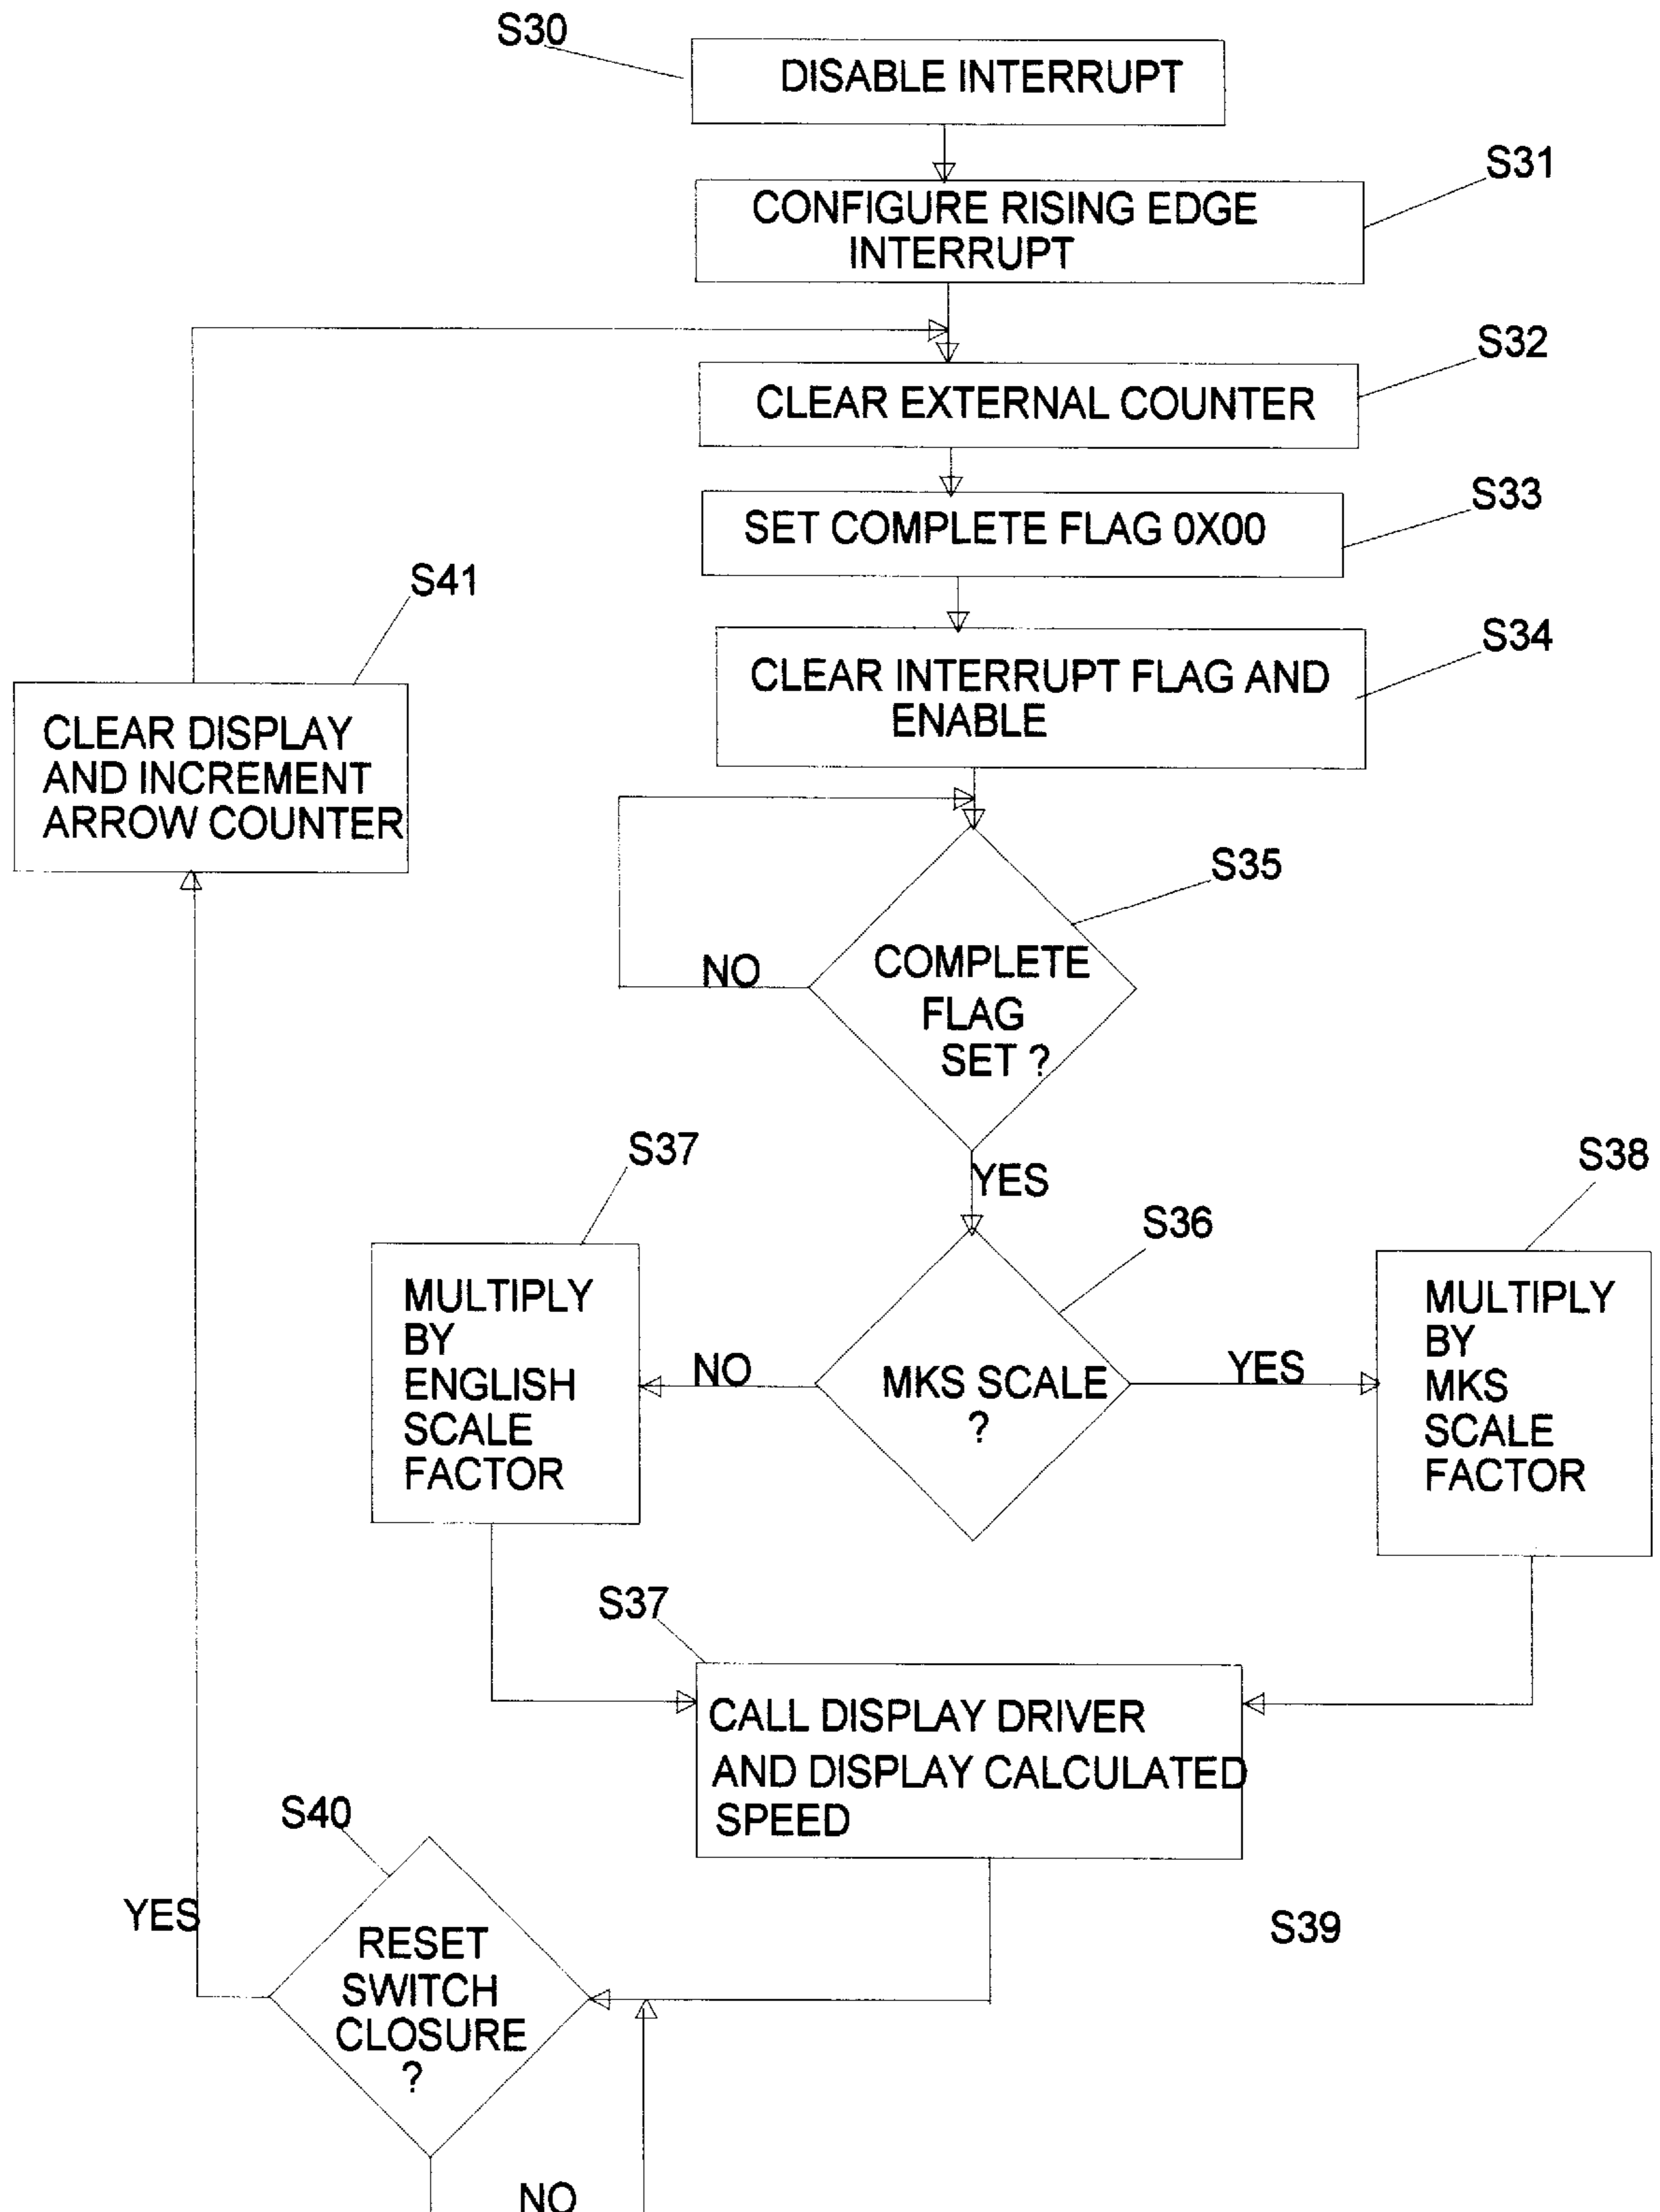 S30
DISABLE INTERRUPT
S31
CONFIGURE RISING EDGE
INTERRUPT
S32
CLEAR EXTERNAL COUNTER
S33
SET COMPLETE FLAG 0X00
S41
S34
CLEAR INTERRUPT FLAG AND
ENABLE
CLEAR DISPLAY
AND INCREMENT
ARROW COUNTER
S35
COMPLETE
FLAG
SET ?
NO
YES
S37
S38
S36
MULTIPLY
BY
ENGLISH
SCALE
FACTOR
NO
MKS SCALE
?
YES
MULTIPLY
BY
MKS
SCALE
FACTOR
S37
CALL DISPLAY DRIVER
AND DISPLAY CALCULATED
SPEED
S40
YES
S39
RESET
SWITCH
CLOSURE
?
NO